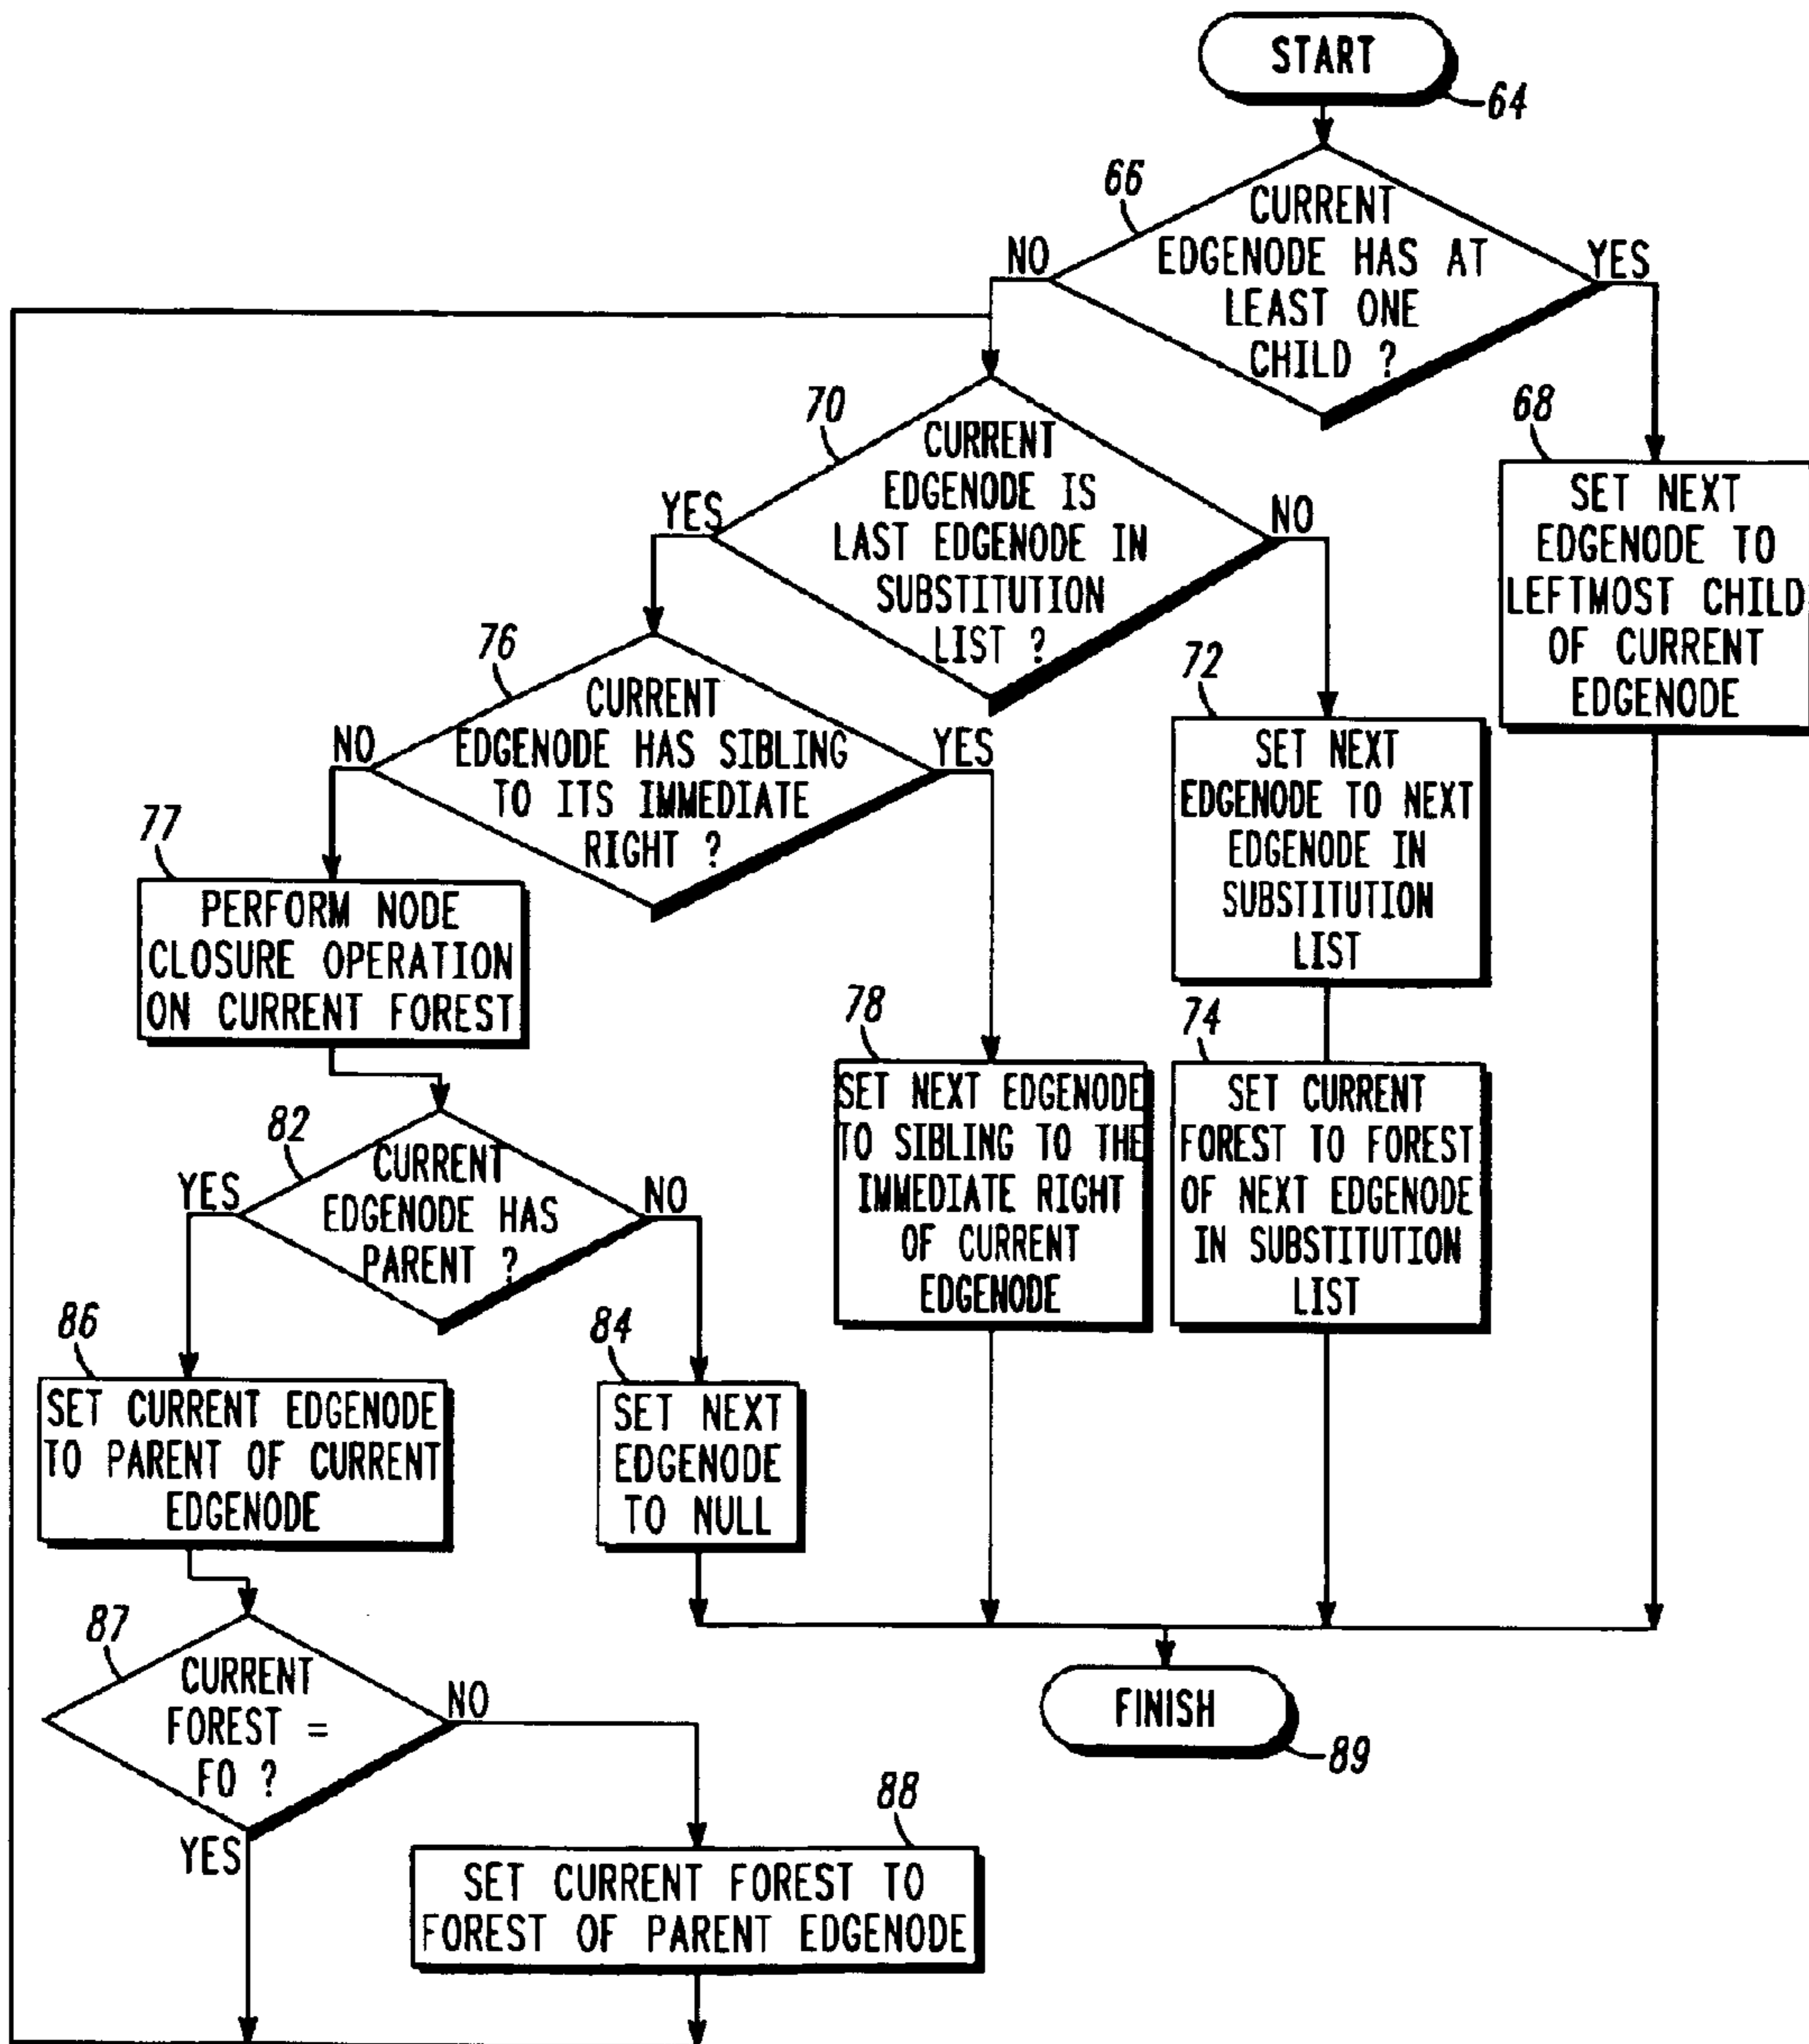 START
64
66
CURRENT
EDGENODE HAS AT
LEAST ONE
CHILD ?
NO
YES
70
CURRENT
EDGENODE IS
LAST EDGENODE IN
SUBSTITUTION
LIST ?
YES
NO
68
SET NEXT
EDGENODE TO
LEFTMOST CHILD
OF CURRENT
EDGENODE
76
CURRENT
EDGENODE HAS SIBLING
TO ITS IMMEDIATE
RIGHT ?
NO
YES
72
SET NEXT
EDGENODE TO NEXT
EDGENODE IN
SUBSTITUTION
LIST
77
PERFORM NODE
CLOSURE OPERATION
ON CURRENT FOREST
78
SET NEXT EDGENODE
TO SIBLING TO THE
IMMEDIATE RIGHT
OF CURRENT
EDGENODE
74
SET CURRENT
FOREST TO FOREST
OF NEXT EDGENODE
IN SUBSTITUTION
LIST
82
CURRENT
EDGENODE HAS
PARENT ?
YES
NO
86
SET CURRENT EDGENODE
TO PARENT OF CURRENT
EDGENODE
84
SET NEXT
EDGENODE
TO NULL
87
CURRENT
FOREST =
FO ?
NO
YES
FINISH
89
88
SET CURRENT FOREST TO
FOREST OF PARENT EDGENODE